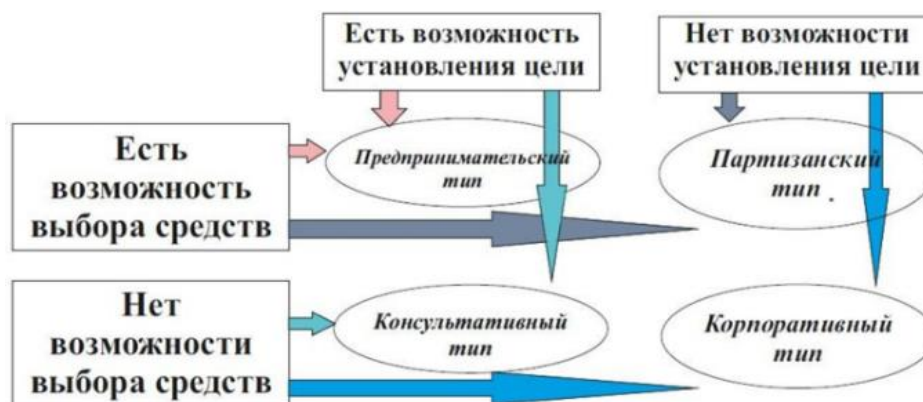 Есть возможность
установления цели
Нет возможности
установления цели
Есть
возможность
выбора средств
Предпринимательский
тип
Партизанский
тип .
Нет
возможности
выбора средств
Консультативный
тип
Корпоративный
тип